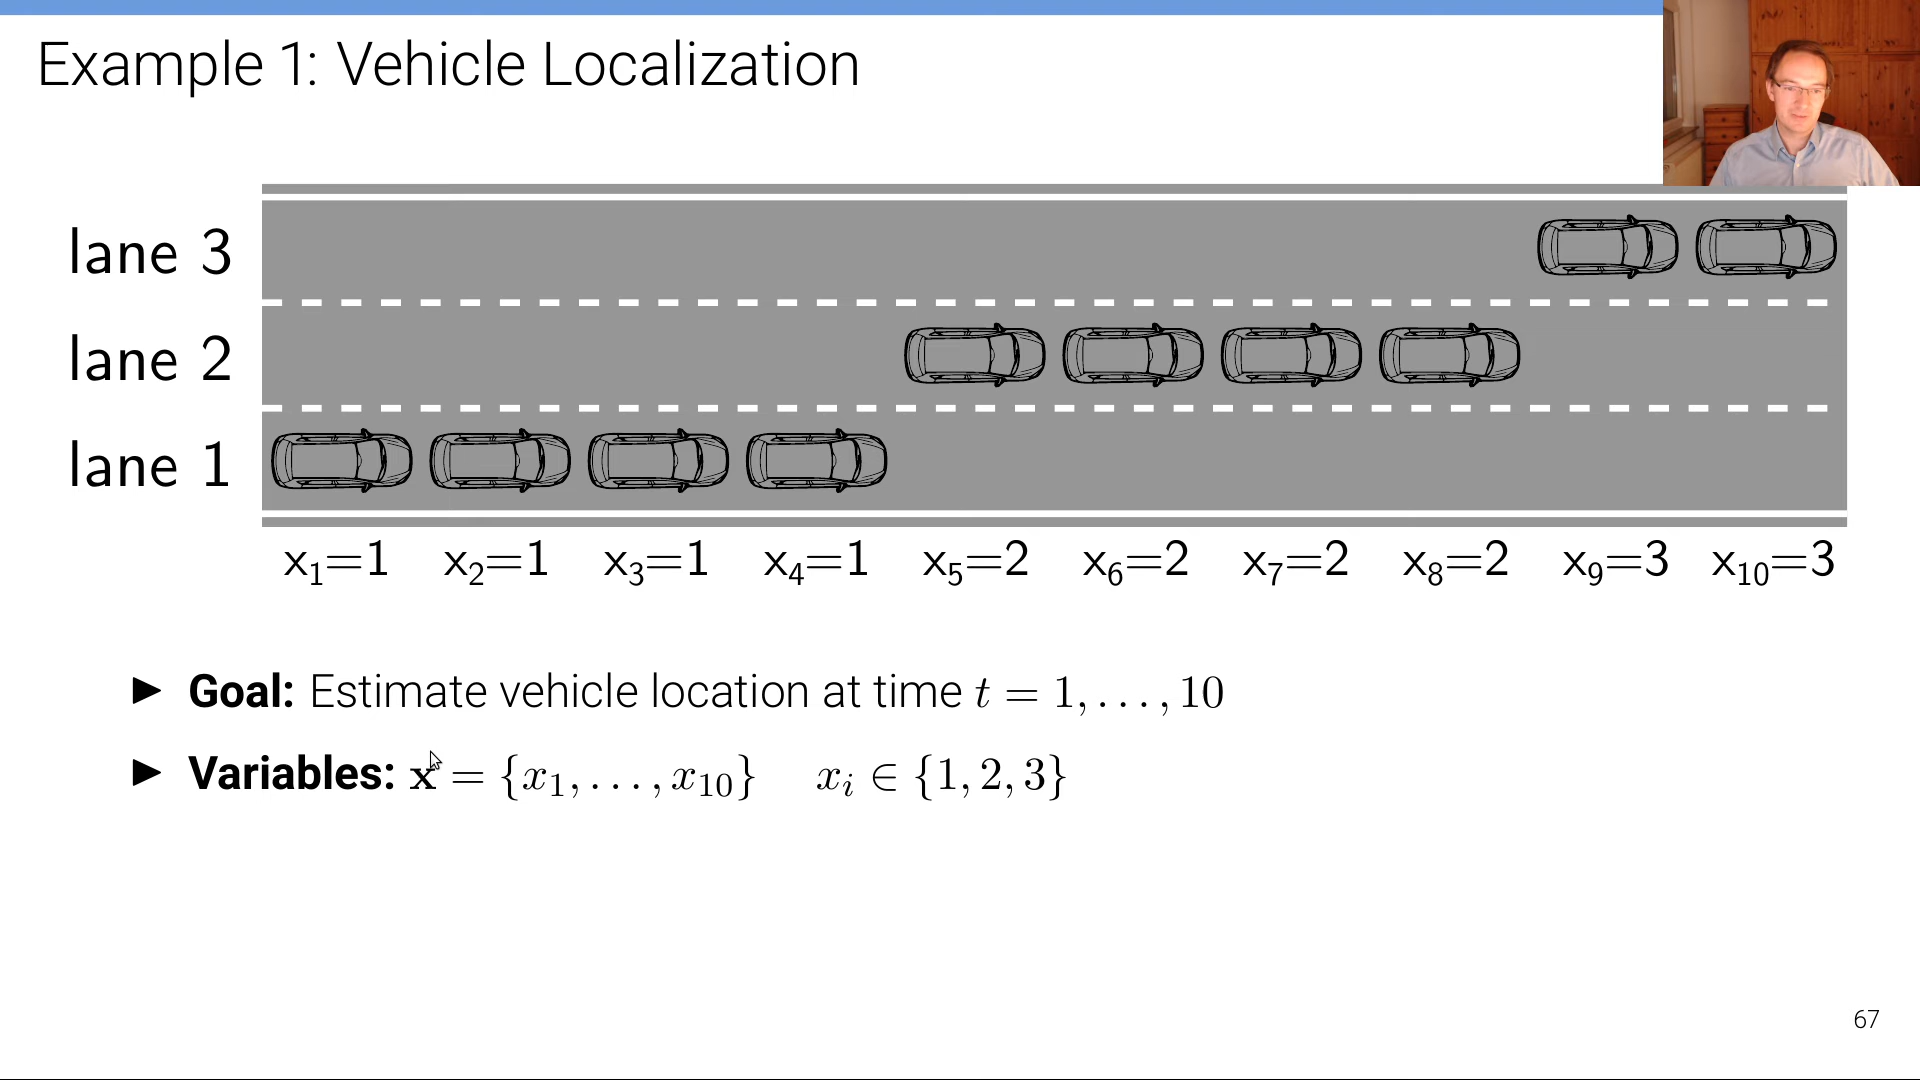 Example 1: Vehicle Localization
lane 3
lane 2
lane 1
x₁=1 x₂=1 x₃=1 x₄=1 x₅=2 x₆=2 x₇=2 x₈=2 x₉=3 x₁₀=3
▶ Goal: Estimate vehicle location at time t = 1, . . . , 10
▶ Variables: x = {x₁, . . . , x₁₀} xᵢ ∈ {1, 2, 3}
67